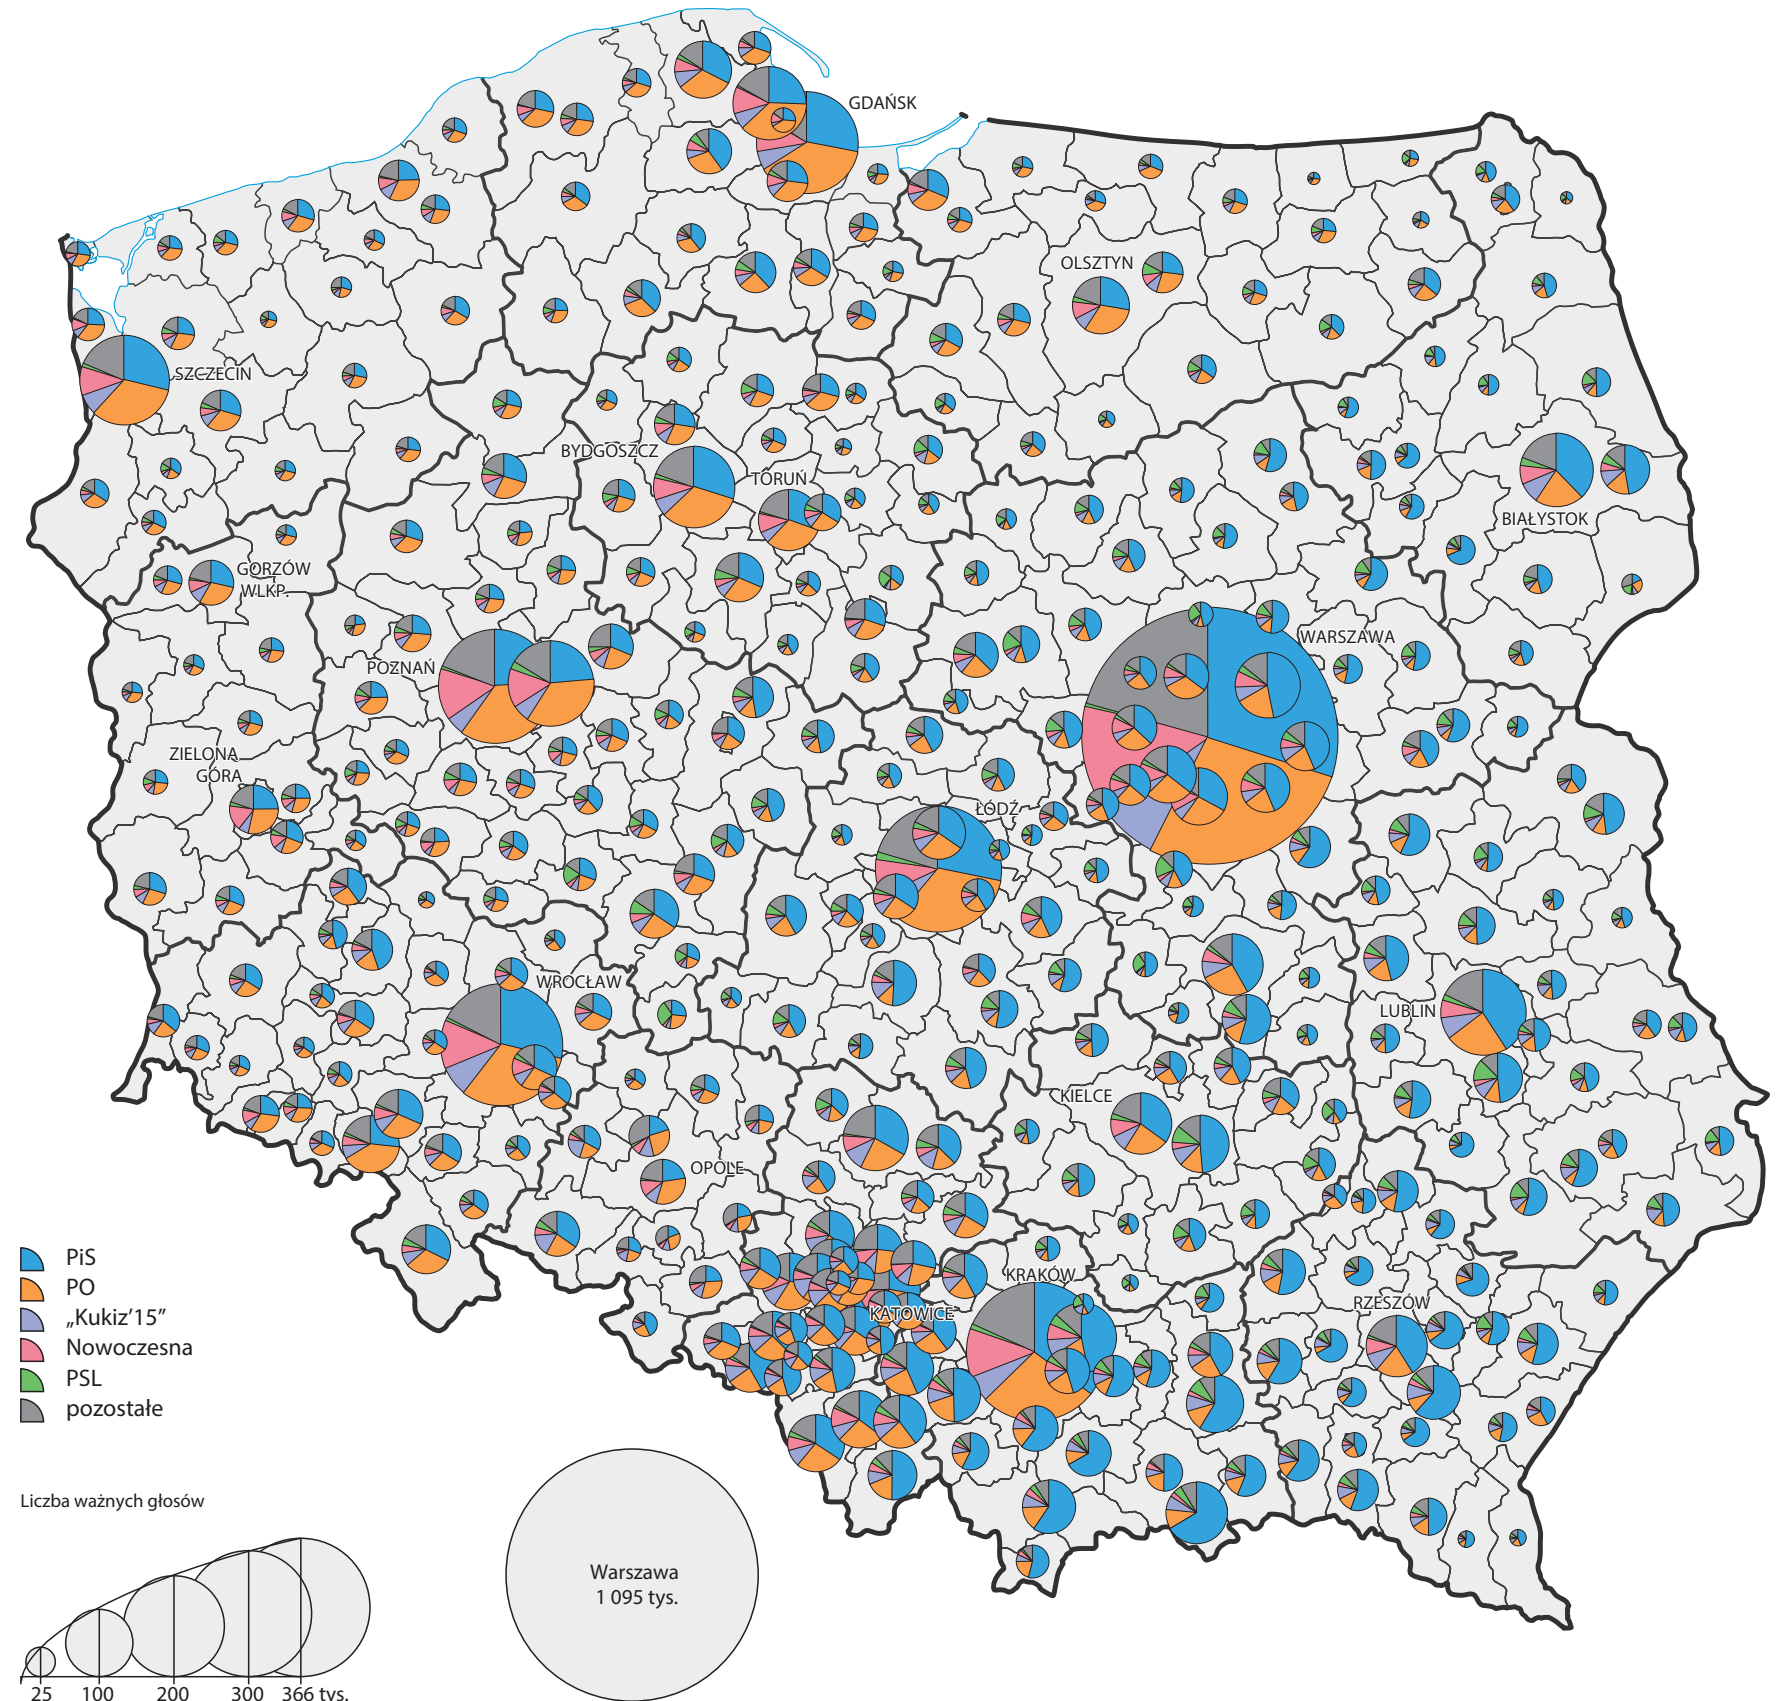 GDAŃSK
OLSZTYN
SZCZECIN
BYDGOSZCZ
TORUŃ
BIAŁYSTOK
GORZÓW
WLKP.
WARSZAWA
POZNAŃ
ZIELONA
GÓRA
ŁÓDŹ
WROCŁAW
LUBLIN
KIELCE
OPOLE
KRAKÓW
RZESZÓW
KATOWICE
PiS
PO
„Kukiz’15”
Nowoczesna
PSL
pozostałe
Liczba ważnych głosów
25 100 200 300 366 tys.
Warszawa
1 095 tys.